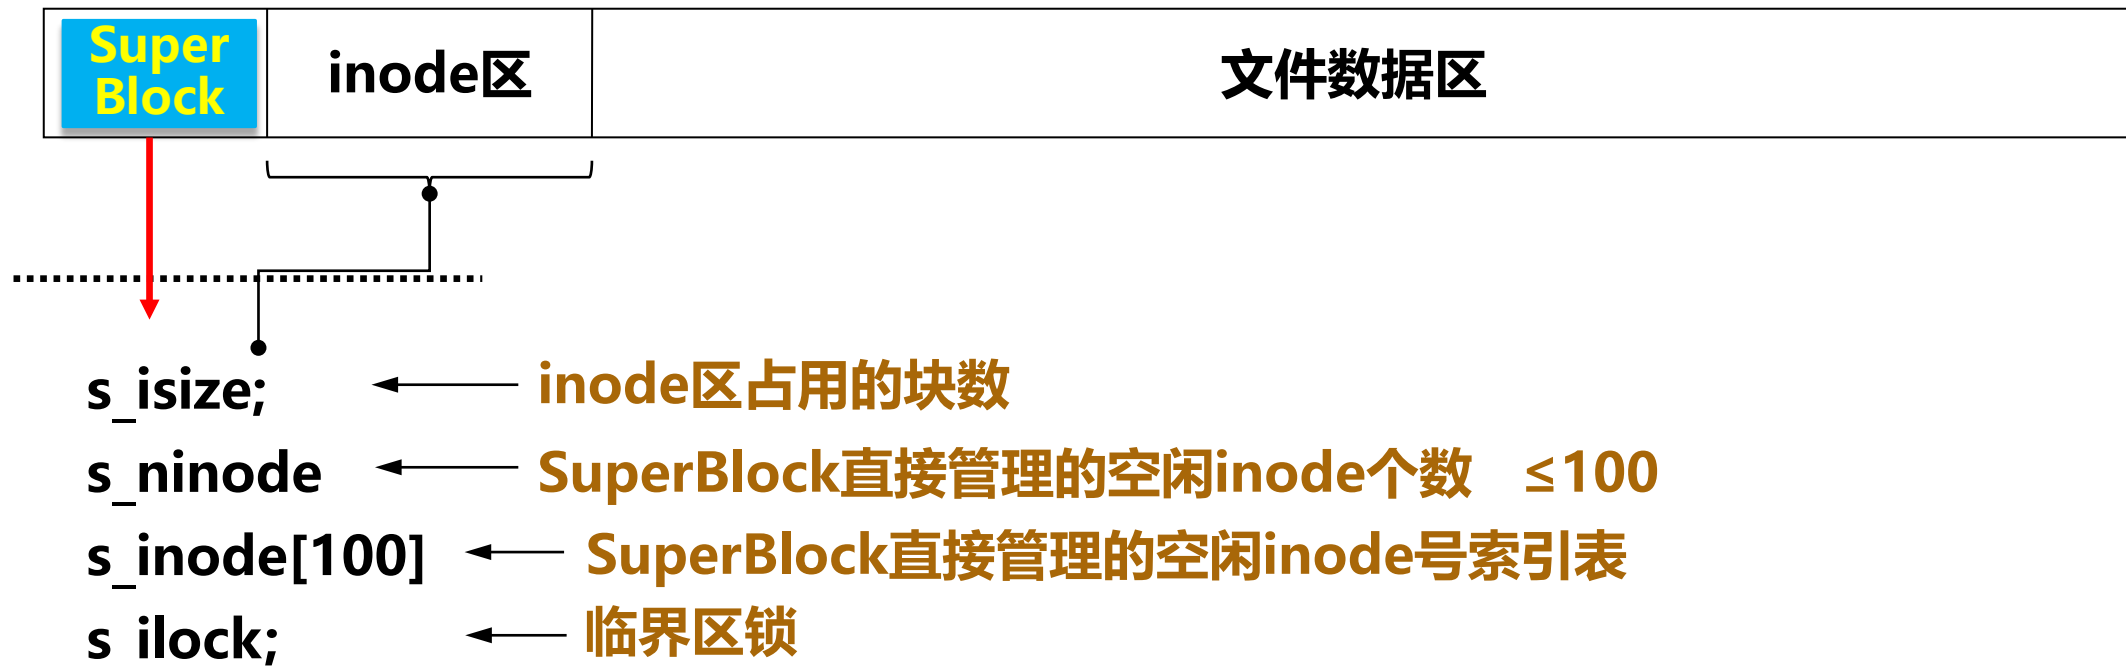 Super
Block
inode区
文件数据区
s_isize;
inode区占用的块数
s_ninode
SuperBlock直接管理的空闲inode个数 ≤100
s_inode[100]
SuperBlock直接管理的空闲inode号索引表
s_ilock;
临界区锁